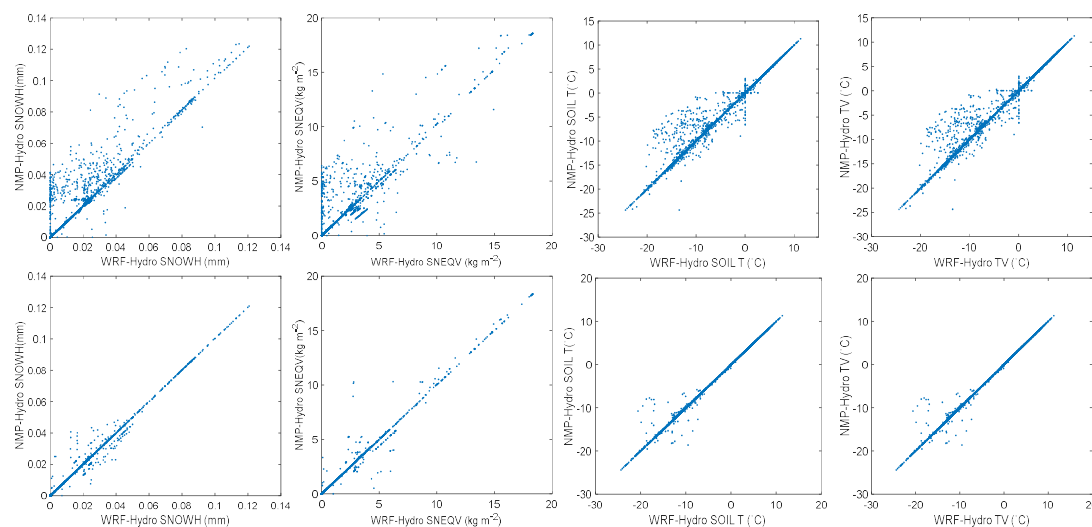 0.14
0.12
0.1
0.08
0.06
0.04
0.02
0
0 0.02 0.04 0.06 0.08 0.1 0.12 0.14
NMP-Hydro SNOWH(mm)
WRF-Hydro SNOWH (mm)
20
15
10
5
0
0 5 10 15 20
NMP-Hydro SNEQV(kg m⁻²)
WRF-Hydro SNEQV (kg m⁻²)
15
10
5
0
-5
-10
-15
-20
-25
-30
-30 -20 -10 0 10 20
NMP-Hydro SOIL T(°C)
WRF-Hydro SOIL T(°C)
15
10
5
0
-5
-10
-15
-20
-25
-30
-30 -20 -10 0 10
NMP-Hydro TV (°C)
WRF-Hydro TV (°C)
0.14
0.12
0.1
0.08
0.06
0.04
0.02
0
0 0.02 0.04 0.06 0.08 0.1 0.12 0.14
NMP-Hydro SNOWH(mm)
WRF-Hydro SNOWH (mm)
20
15
10
5
0
0 5 10 15 20
NMP-Hydro SNEQV(kg m⁻²)
WRF-Hydro SNEQV (kg m⁻²)
20
10
0
-10
-20
-30
-30 -20 -10 0 10 20
NMP-Hydro SOIL T(°C)
WRF-Hydro SOIL T (°C)
20
10
0
-10
-20
-30
-30 -20 -10 0 10 20
NMP-Hydro TV (°C)
WRF-Hydro TV (°C)